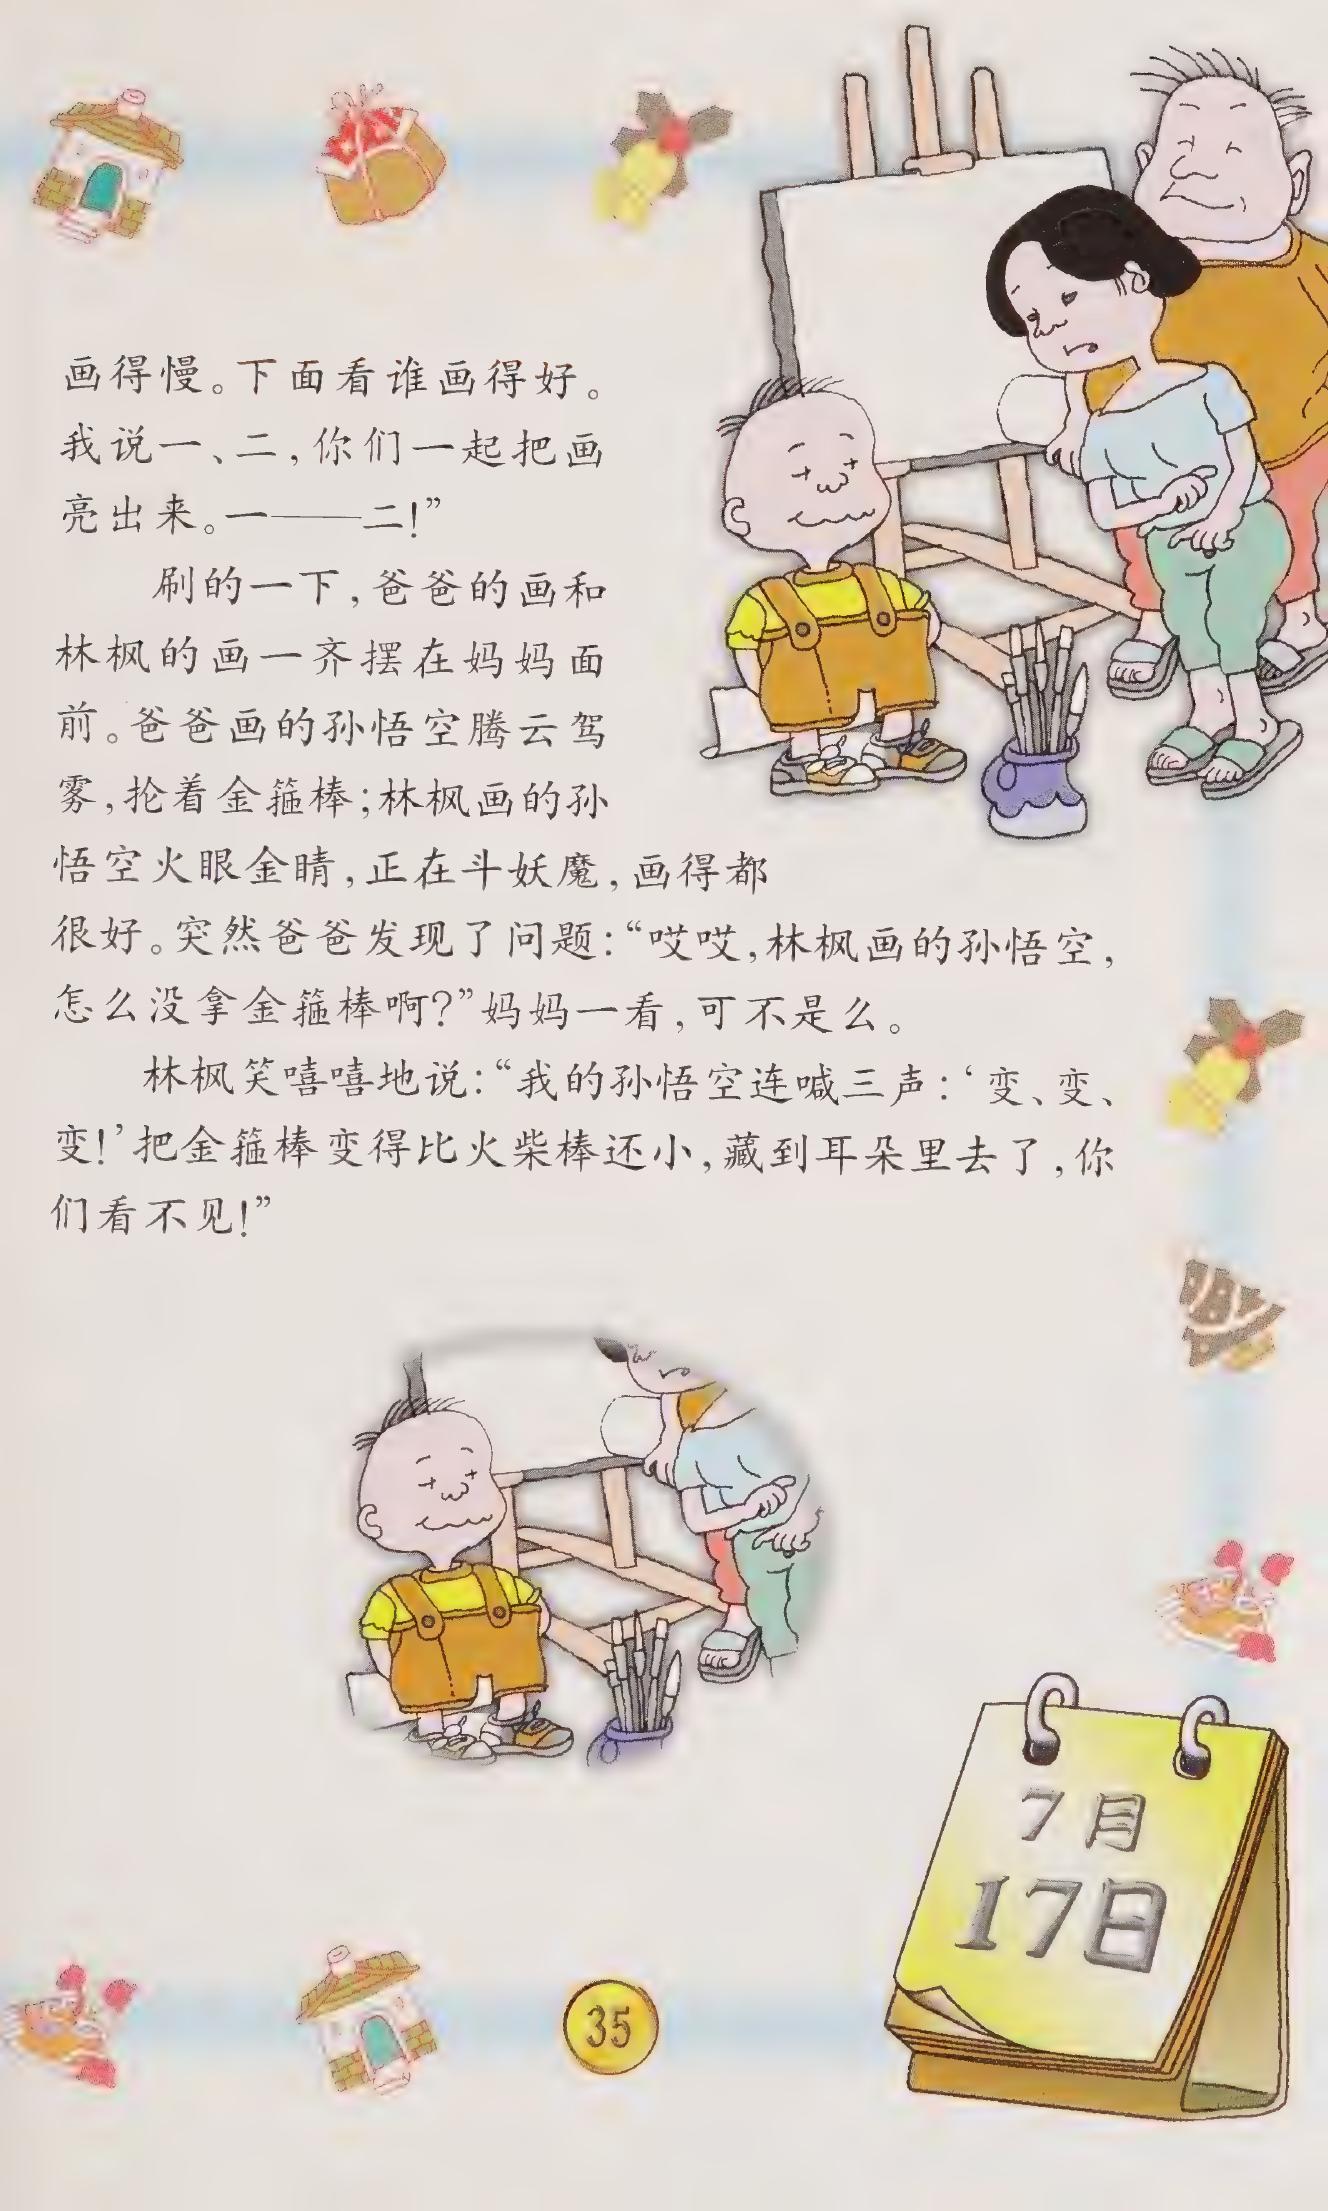 画得慢。下面看谁画得好。
我说一、二,你们一起把画
亮出来。一——二!”
刷的一下,爸爸的画和
林枫的画一齐摆在妈妈面
前。爸爸画的孙悟空腾云驾
雾,抡着金箍棒;林枫画的孙
悟空火眼金睛,正在斗妖魔,画得都
很好。突然爸爸发现了问题:“哎哎,林枫画的孙悟空,
怎么没拿金箍棒啊?”妈妈一看,可不是么。
林枫笑嘻嘻地说:“我的孙悟空连喊三声:‘变、变、
变!’把金箍棒变得比火柴棒还小,藏到耳朵里去了,你
们看不见!”
7月
17日
35